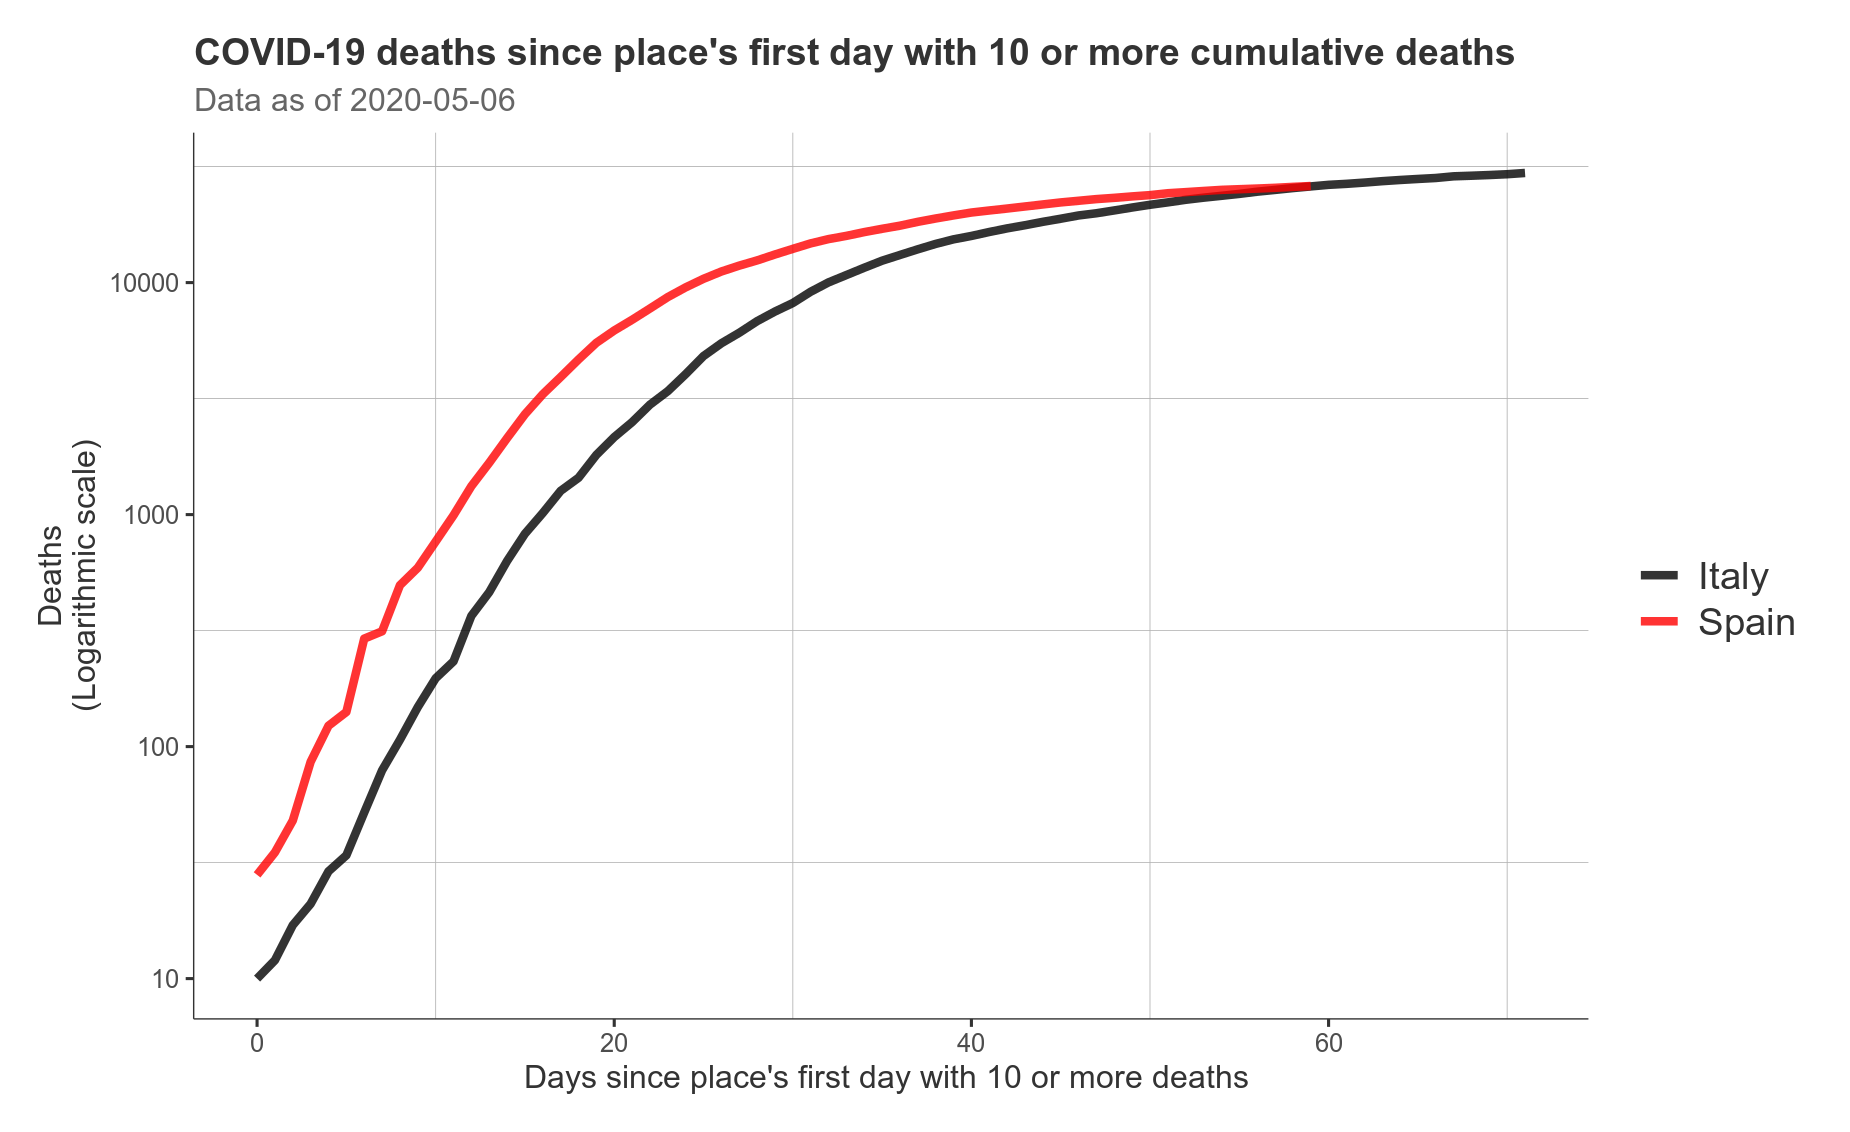 COVID-19 deaths since place's first day with 10 or more cumulative deaths
Data as of 2020-05-06
Deaths
(Logarithmic scale)
10000
1000
100
10
0
20
40
60
Days since place's first day with 10 or more deaths
Italy
Spain